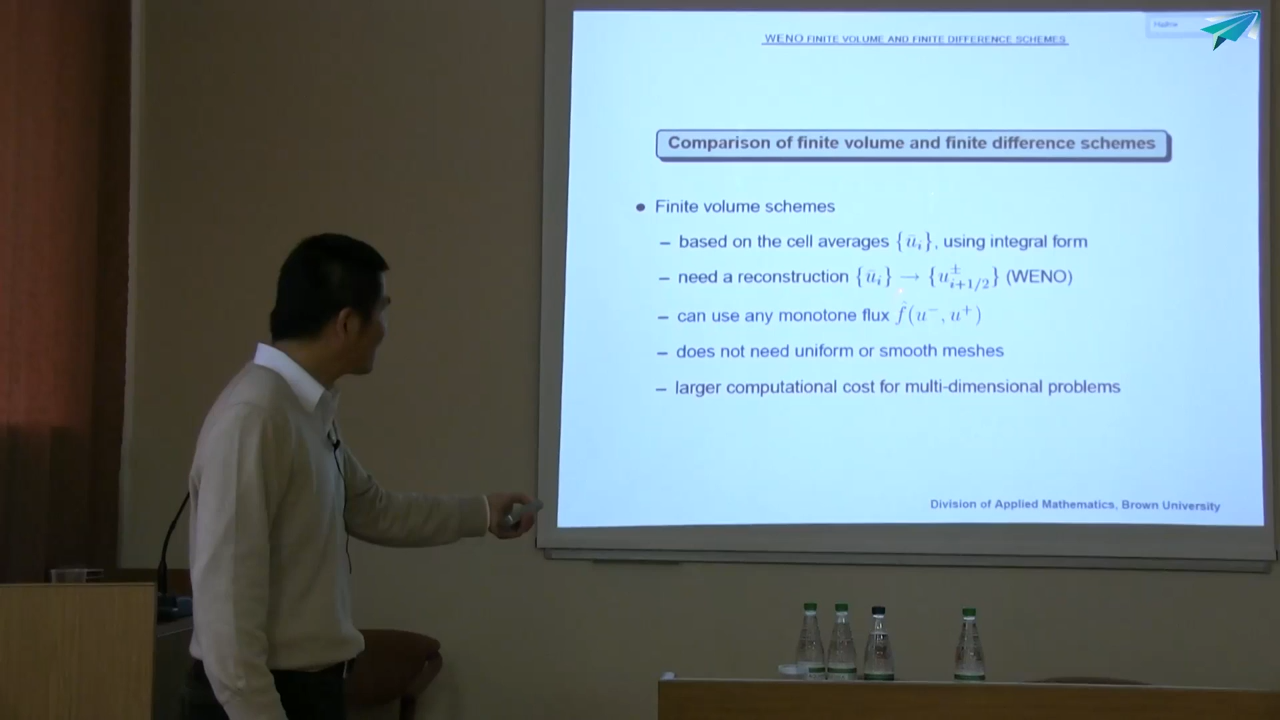 WENO FINITE VOLUME AND FINITE DIFFERENCE SCHEMES
Comparison of finite volume and finite difference schemes
● Finite volume schemes
– based on the cell averages {ū_i}, using integral form
– need a reconstruction {ū_i} → {u^±_{i+1/2}} (WENO)
– can use any monotone flux f̂(u⁻, u⁺)
– does not need uniform or smooth meshes
– larger computational cost for multi-dimensional problems
Division of Applied Mathematics, Brown University